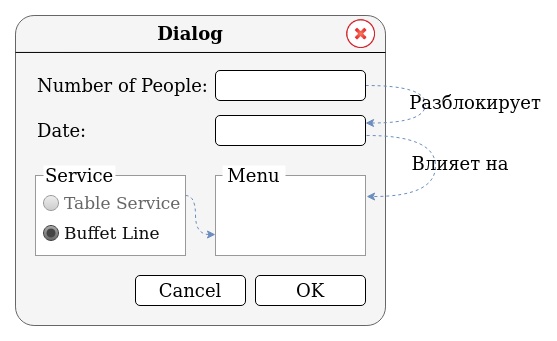 Dialog
Number of People:
Разблокирует
Date:
Влияет на
Service
Menu
Table Service
Buffet Line
Cancel
OK